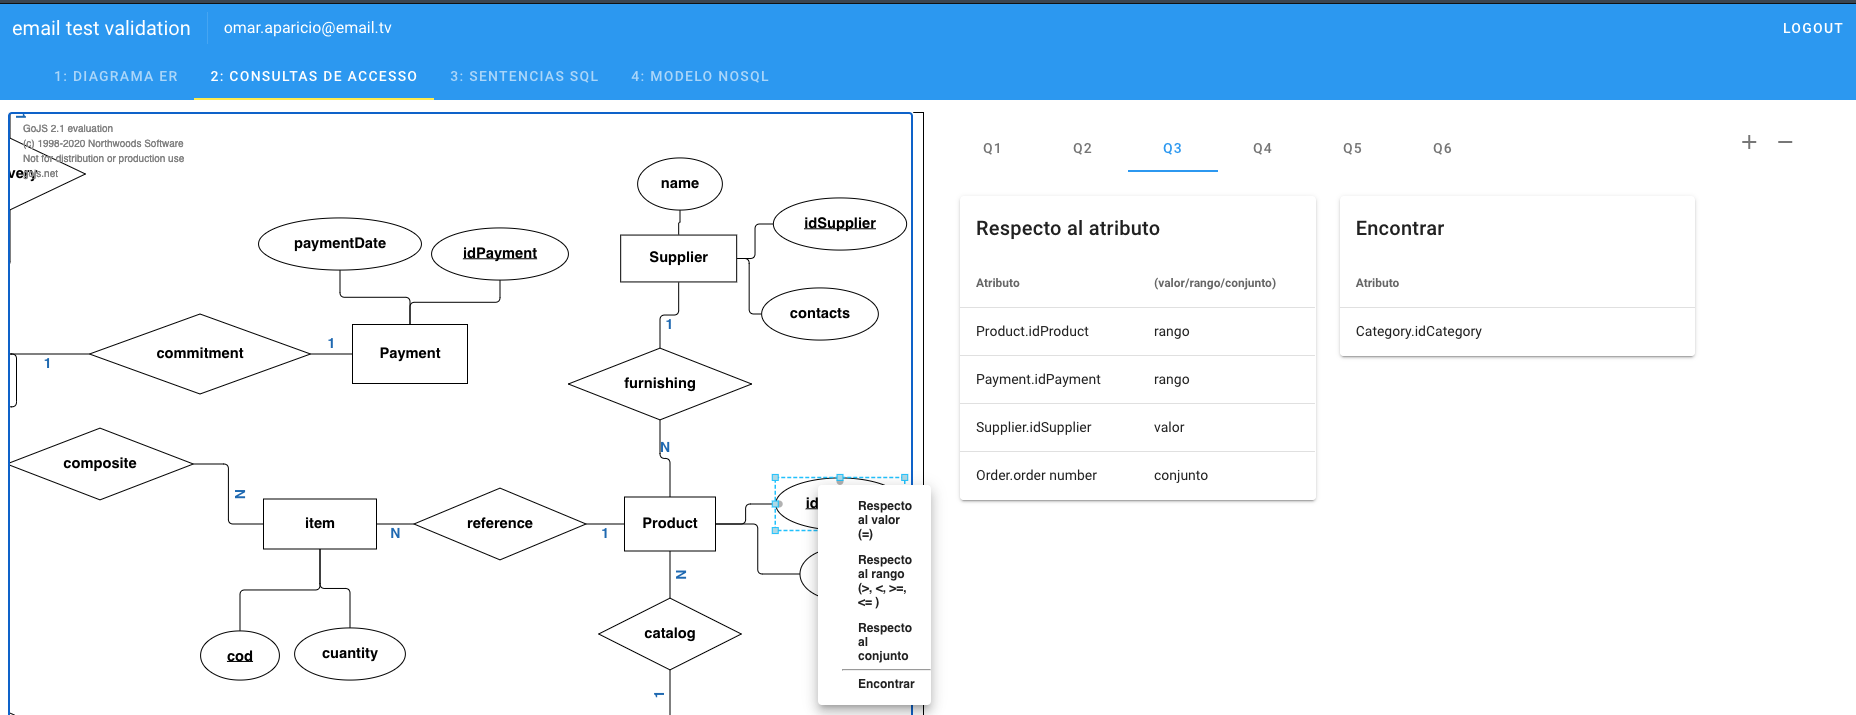 email test validation
omar.aparicio@email.tv
LOGOUT
1: DIAGRAMA ER
2: CONSULTAS DE ACCESSO
3: SENTENCIAS SQL
4: MODELO NOSQL
1
GoJS 2.1 evaluation
(c) 1998-2020 Northwoods Software
Not for distribution or production use
gojs.net
very
name
idSupplier
paymentDate
idPayment
Supplier
contacts
1
commitment
1
Payment
1
furnishing
N
composite
N
item
N
reference
1
Product
id
N
cod
cuantity
catalog
1
Respecto
al valor
(=)
Respecto
al rango
(>, <, >=,
<= )
Respecto
al
conjunto
Encontrar
Q1
Q2
Q3
Q4
Q5
Q6
+ −
Respecto al atributo
Atributo (valor/rango/conjunto)
Product.idProduct rango
Payment.idPayment rango
Supplier.idSupplier valor
Order.order number conjunto
Encontrar
Atributo
Category.idCategory